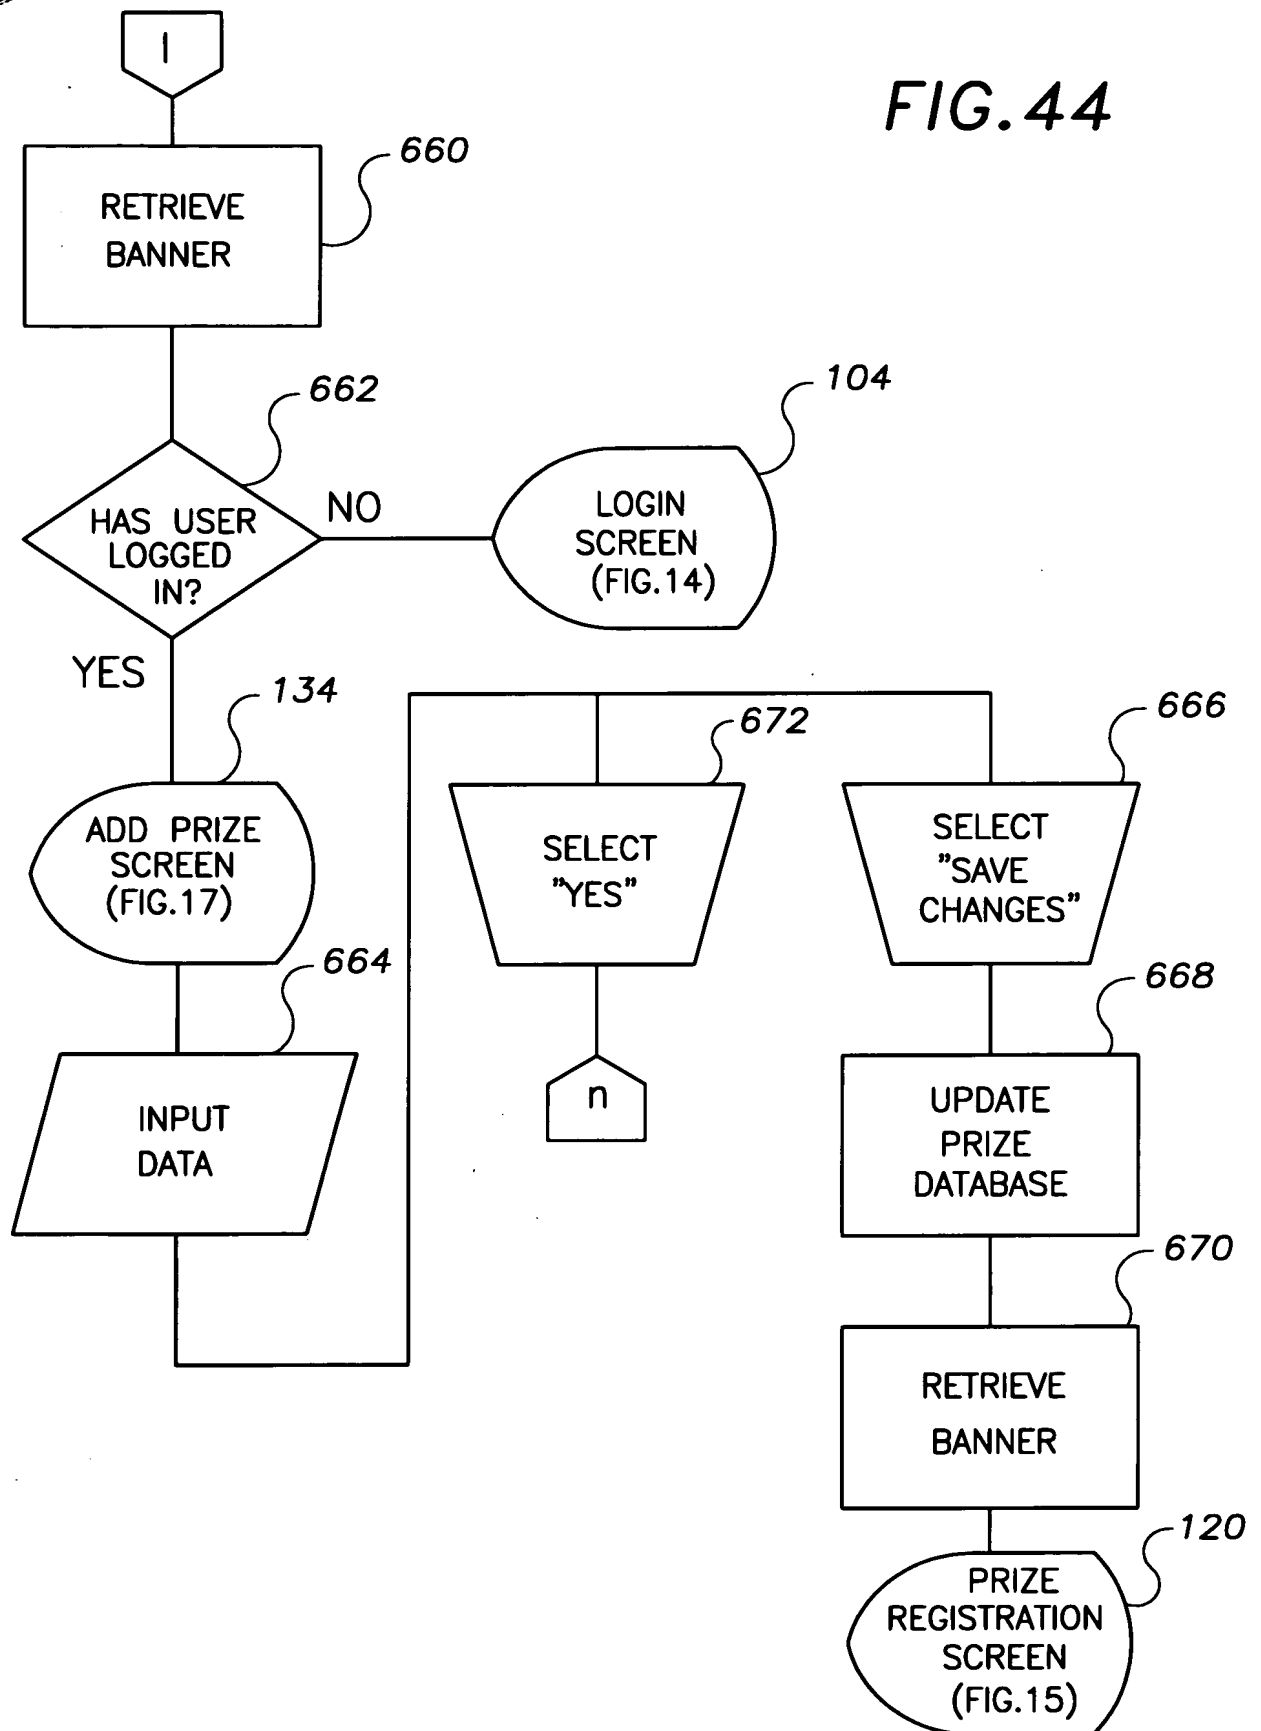 l
FIG.44
660
RETRIEVE
BANNER
662
104
HAS USER
LOGGED
IN?
NO
LOGIN
SCREEN
(FIG.14)
YES
134
672
666
ADD PRIZE
SCREEN
(FIG.17)
SELECT
"YES"
SELECT
"SAVE
CHANGES"
664
668
INPUT
DATA
n
UPDATE
PRIZE
DATABASE
670
RETRIEVE
BANNER
120
PRIZE
REGISTRATION
SCREEN
(FIG.15)